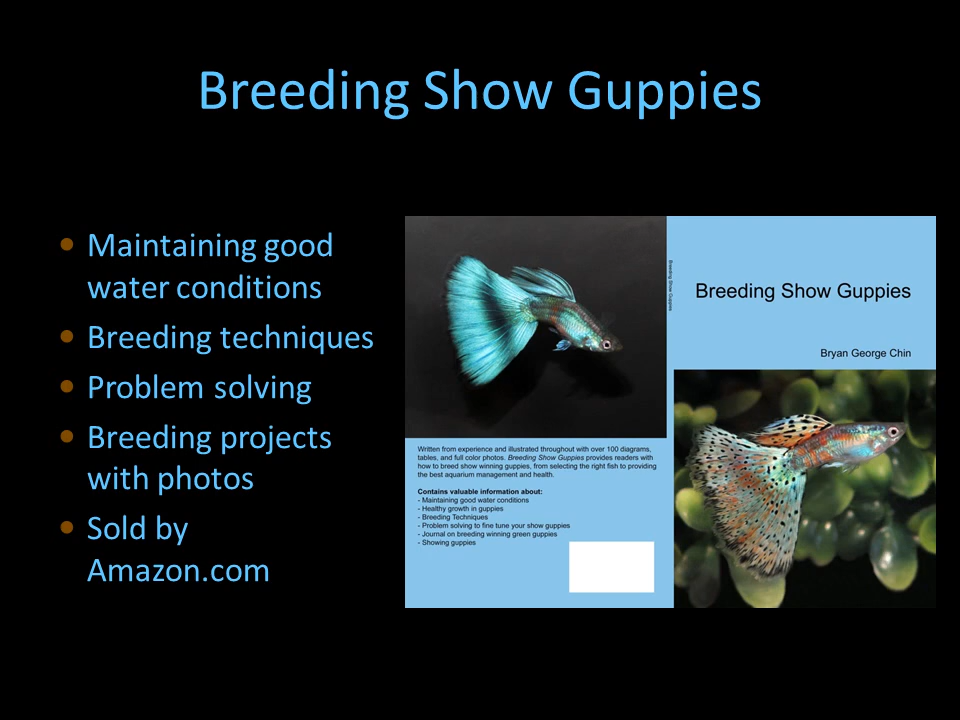 Breeding Show Guppies
Maintaining good
water conditions
Breeding techniques
Problem solving
Breeding projects
with photos
Sold by
Amazon.com
Written from experience and illustrated throughout with over 100 diagrams,
tables, and full color photos. Breeding Show Guppies provides readers with
how to breed show winning guppies, from selecting the right fish to providing
the best aquarium management and health.
Contains valuable information about:
- Maintaining good water conditions
- Healthy growth in guppies
- Breeding Techniques
- Problem solving to fine tune your show guppies
- Journal on breeding winning green guppies
- Showing guppies
Breeding Show Guppies
Breeding Show Guppies
Bryan George Chin